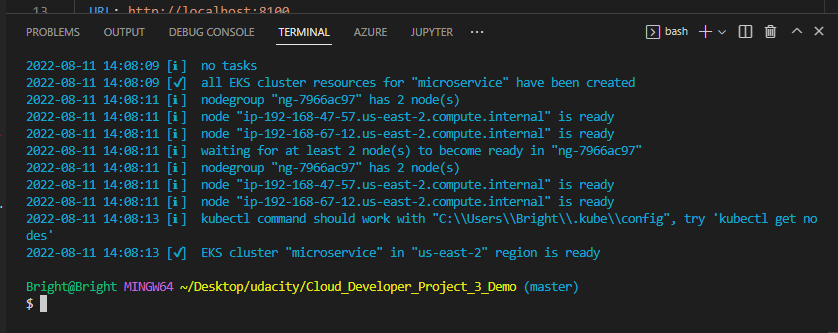 13 URL: http://localhost:8100
PROBLEMS OUTPUT DEBUG CONSOLE TERMINAL AZURE JUPYTER ... bash
2022-08-11 14:08:09 [ℹ]  no tasks
2022-08-11 14:08:09 [✔]  all EKS cluster resources for "microservice" have been created
2022-08-11 14:08:11 [ℹ]  nodegroup "ng-7966ac97" has 2 node(s)
2022-08-11 14:08:11 [ℹ]  node "ip-192-168-47-57.us-east-2.compute.internal" is ready
2022-08-11 14:08:11 [ℹ]  node "ip-192-168-67-12.us-east-2.compute.internal" is ready
2022-08-11 14:08:11 [ℹ]  waiting for at least 2 node(s) to become ready in "ng-7966ac97"
2022-08-11 14:08:11 [ℹ]  nodegroup "ng-7966ac97" has 2 node(s)
2022-08-11 14:08:11 [ℹ]  node "ip-192-168-47-57.us-east-2.compute.internal" is ready
2022-08-11 14:08:11 [ℹ]  node "ip-192-168-67-12.us-east-2.compute.internal" is ready
2022-08-11 14:08:13 [ℹ]  kubectl command should work with "C:\\Users\\Bright\\.kube\\config", try 'kubectl get no
des'
2022-08-11 14:08:13 [✔]  EKS cluster "microservice" in "us-east-2" region is ready
Bright@Bright MINGW64 ~/Desktop/udacity/Cloud_Developer_Project_3_Demo (master)
$